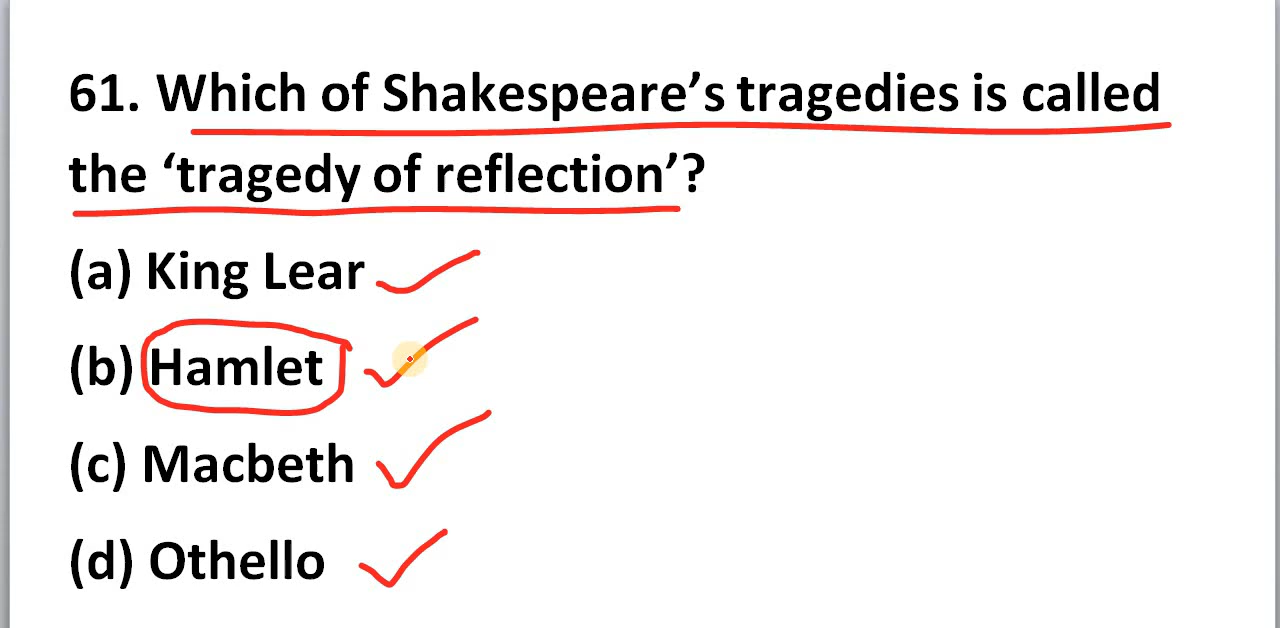 61. Which of Shakespeare’s tragedies is called
the ‘tragedy of reflection’?
(a) King Lear
(b) Hamlet
(c) Macbeth
(d) Othello